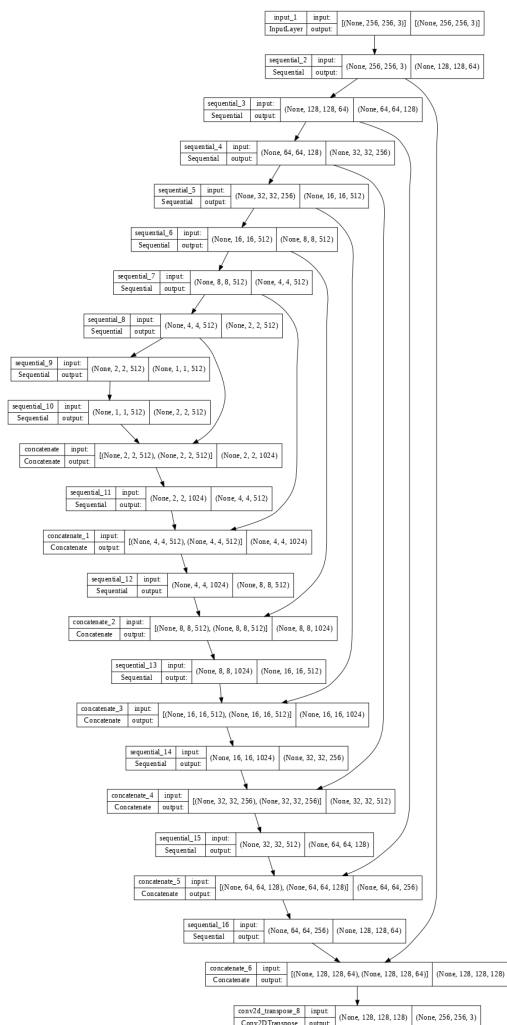 input_1 input: [(None, 256, 256, 3)] [(None, 256, 256, 3)]
InputLayer output:
sequential_2 input: (None, 256, 256, 3) (None, 128, 128, 64)
Sequential output:
sequential_3 input: (None, 128, 128, 64) (None, 64, 64, 128)
Sequential output:
sequential_4 input: (None, 64, 64, 128) (None, 32, 32, 256)
Sequential output:
sequential_5 input: (None, 32, 32, 256) (None, 16, 16, 512)
Sequential output:
sequential_6 input: (None, 16, 16, 512) (None, 8, 8, 512)
Sequential output:
sequential_7 input: (None, 8, 8, 512) (None, 4, 4, 512)
Sequential output:
sequential_8 input: (None, 4, 4, 512) (None, 2, 2, 512)
Sequential output:
sequential_9 input: (None, 2, 2, 512) (None, 1, 1, 512)
Sequential output:
sequential_10 input: (None, 1, 1, 512) (None, 2, 2, 512)
Sequential output:
concatenate input: [(None, 2, 2, 512), (None, 2, 2, 512)] (None, 2, 2, 1024)
Concatenate output:
sequential_11 input: (None, 2, 2, 1024) (None, 4, 4, 512)
Sequential output:
concatenate_1 input: [(None, 4, 4, 512), (None, 4, 4, 512)] (None, 4, 4, 1024)
Concatenate output:
sequential_12 input: (None, 4, 4, 1024) (None, 8, 8, 512)
Sequential output:
concatenate_2 input: [(None, 8, 8, 512), (None, 8, 8, 512)] (None, 8, 8, 1024)
Concatenate output:
sequential_13 input: (None, 8, 8, 1024) (None, 16, 16, 512)
Sequential output:
concatenate_3 input: [(None, 16, 16, 512), (None, 16, 16, 512)] (None, 16, 16, 1024)
Concatenate output:
sequential_14 input: (None, 16, 16, 1024) (None, 32, 32, 256)
Sequential output:
concatenate_4 input: [(None, 32, 32, 256), (None, 32, 32, 256)] (None, 32, 32, 512)
Concatenate output:
sequential_15 input: (None, 32, 32, 512) (None, 64, 64, 128)
Sequential output:
concatenate_5 input: [(None, 64, 64, 128), (None, 64, 64, 128)] (None, 64, 64, 256)
Concatenate output:
sequential_16 input: (None, 64, 64, 256) (None, 128, 128, 64)
Sequential output:
concatenate_6 input: [(None, 128, 128, 64), (None, 128, 128, 64)] (None, 128, 128, 128)
Concatenate output:
conv2d_transpose_8 input: (None, 128, 128, 128) (None, 256, 256, 3)
Conv2DTranspose output: